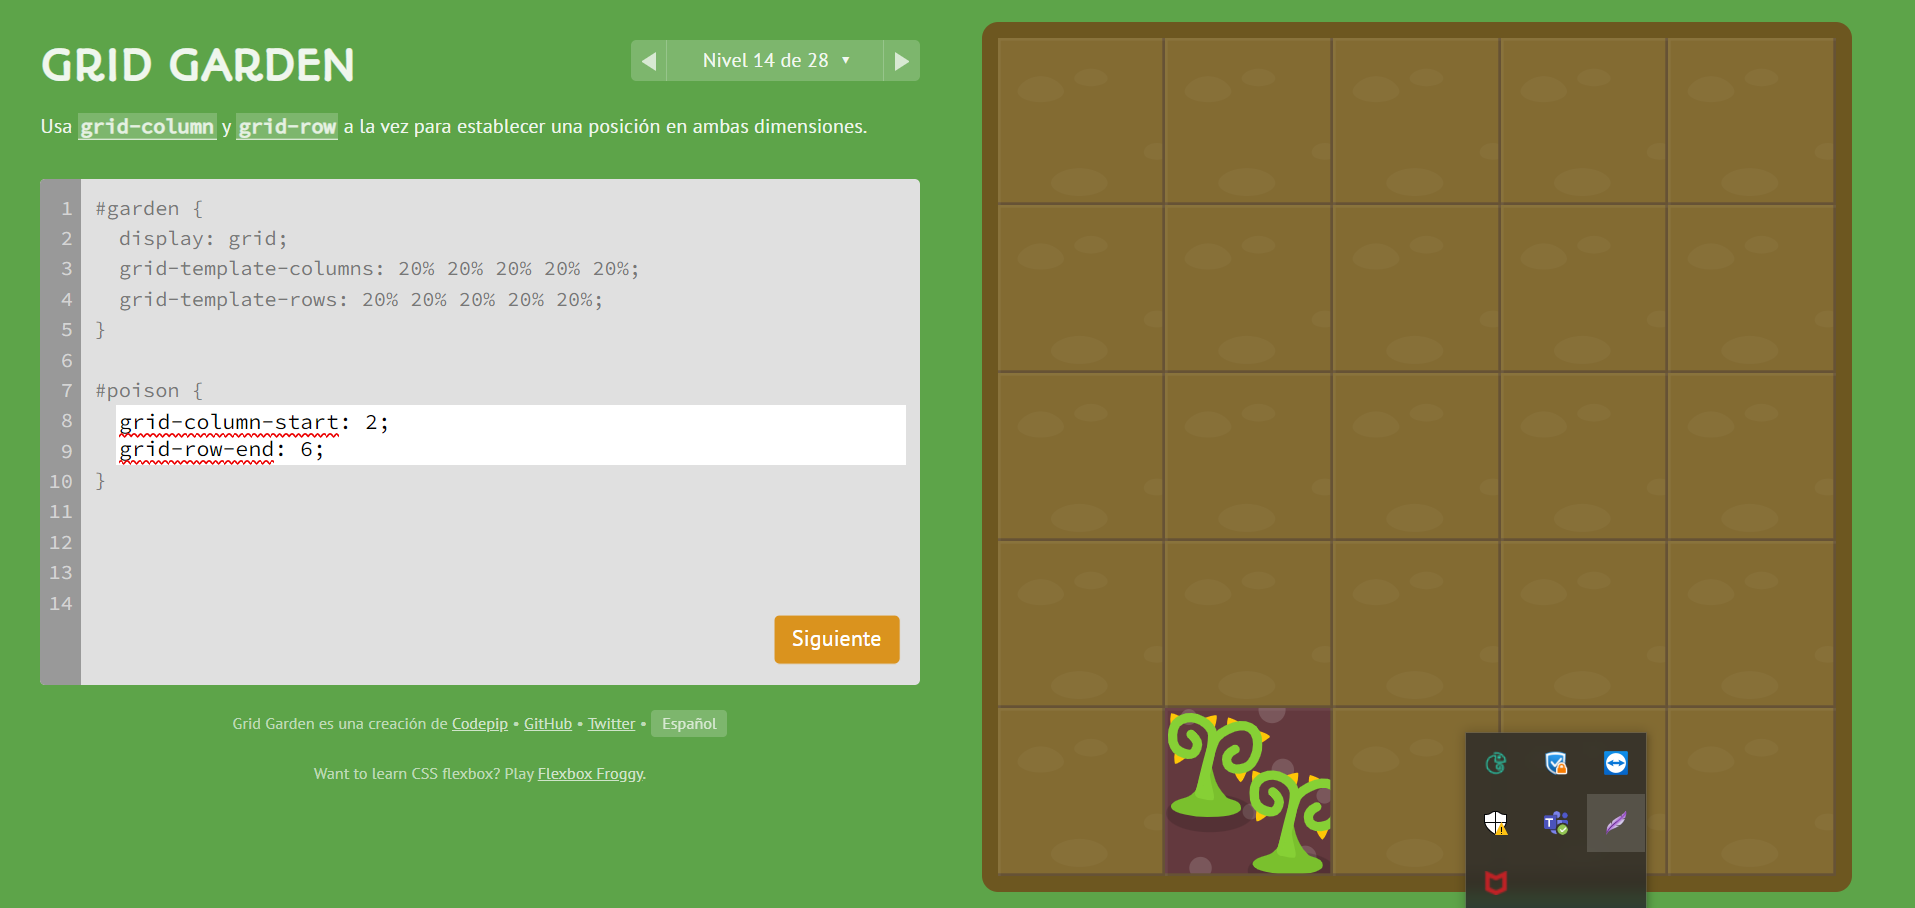 GRID GARDEN
Nivel 14 de 28 ▼
Usa grid-column y grid-row a la vez para establecer una posición en ambas dimensiones.
1 #garden {
2 display: grid;
3 grid-template-columns: 20% 20% 20% 20% 20%;
4 grid-template-rows: 20% 20% 20% 20% 20%;
5 }
6
7 #poison {
8 grid-column-start: 2;
9 grid-row-end: 6;
10 }
11
12
13
14
Siguiente
Grid Garden es una creación de Codepip • GitHub • Twitter • Español
Want to learn CSS flexbox? Play Flexbox Froggy.